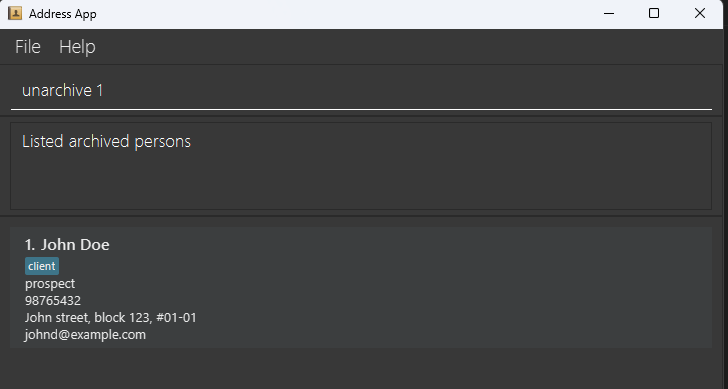 Address App
File Help
unarchive 1
Listed archived persons
1. John Doe
client
prospect
98765432
John street, block 123, #01-01
johnd@example.com